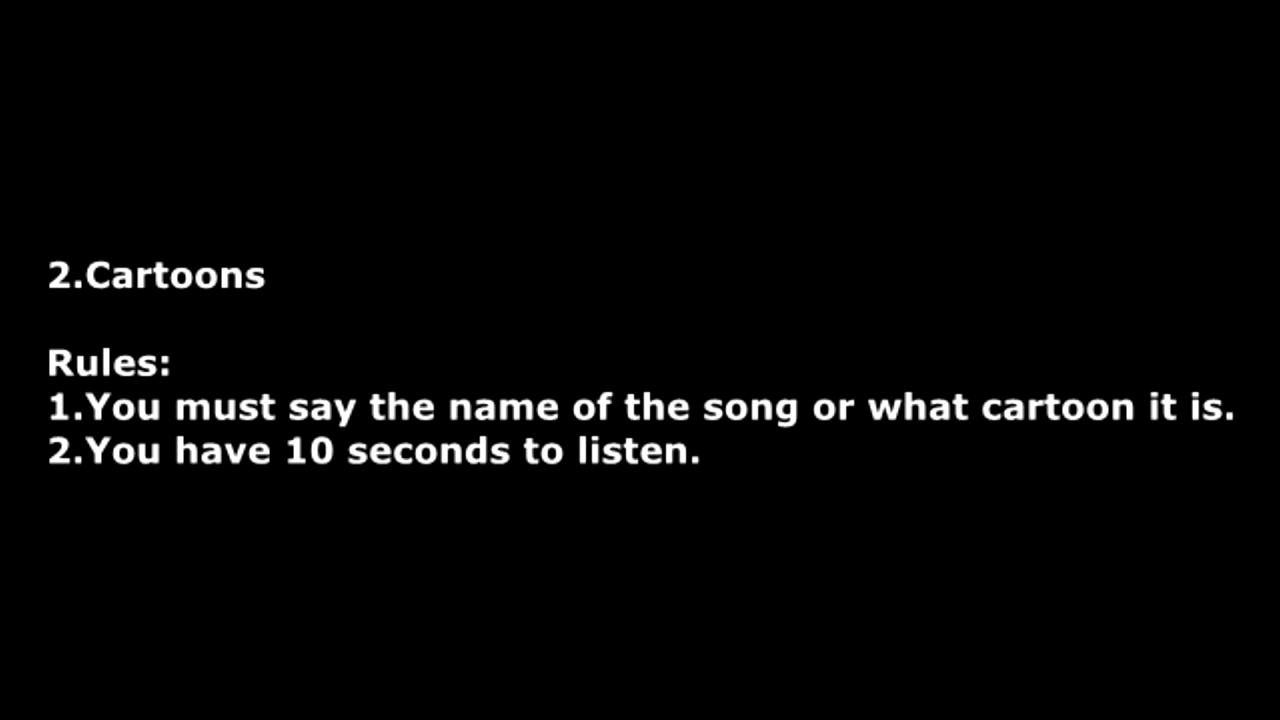 2.Cartoons
Rules:
1.You must say the name of the song or what cartoon it is.
2.You have 10 seconds to listen.